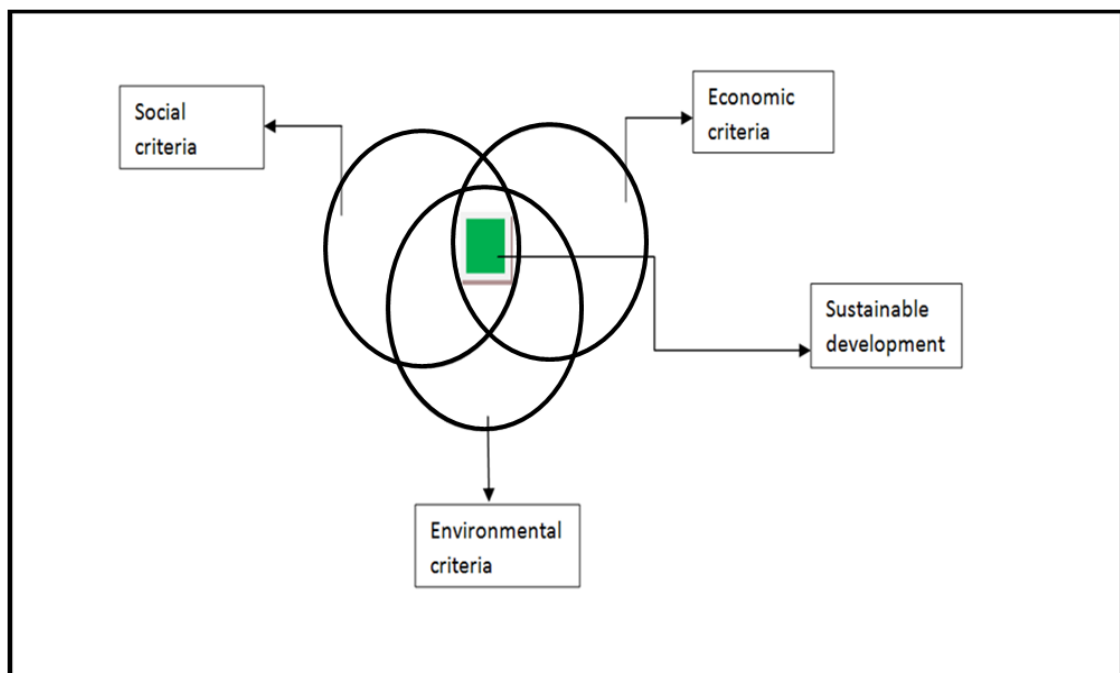 Social
criteria
Economic
criteria
Sustainable
development
Environmental
criteria